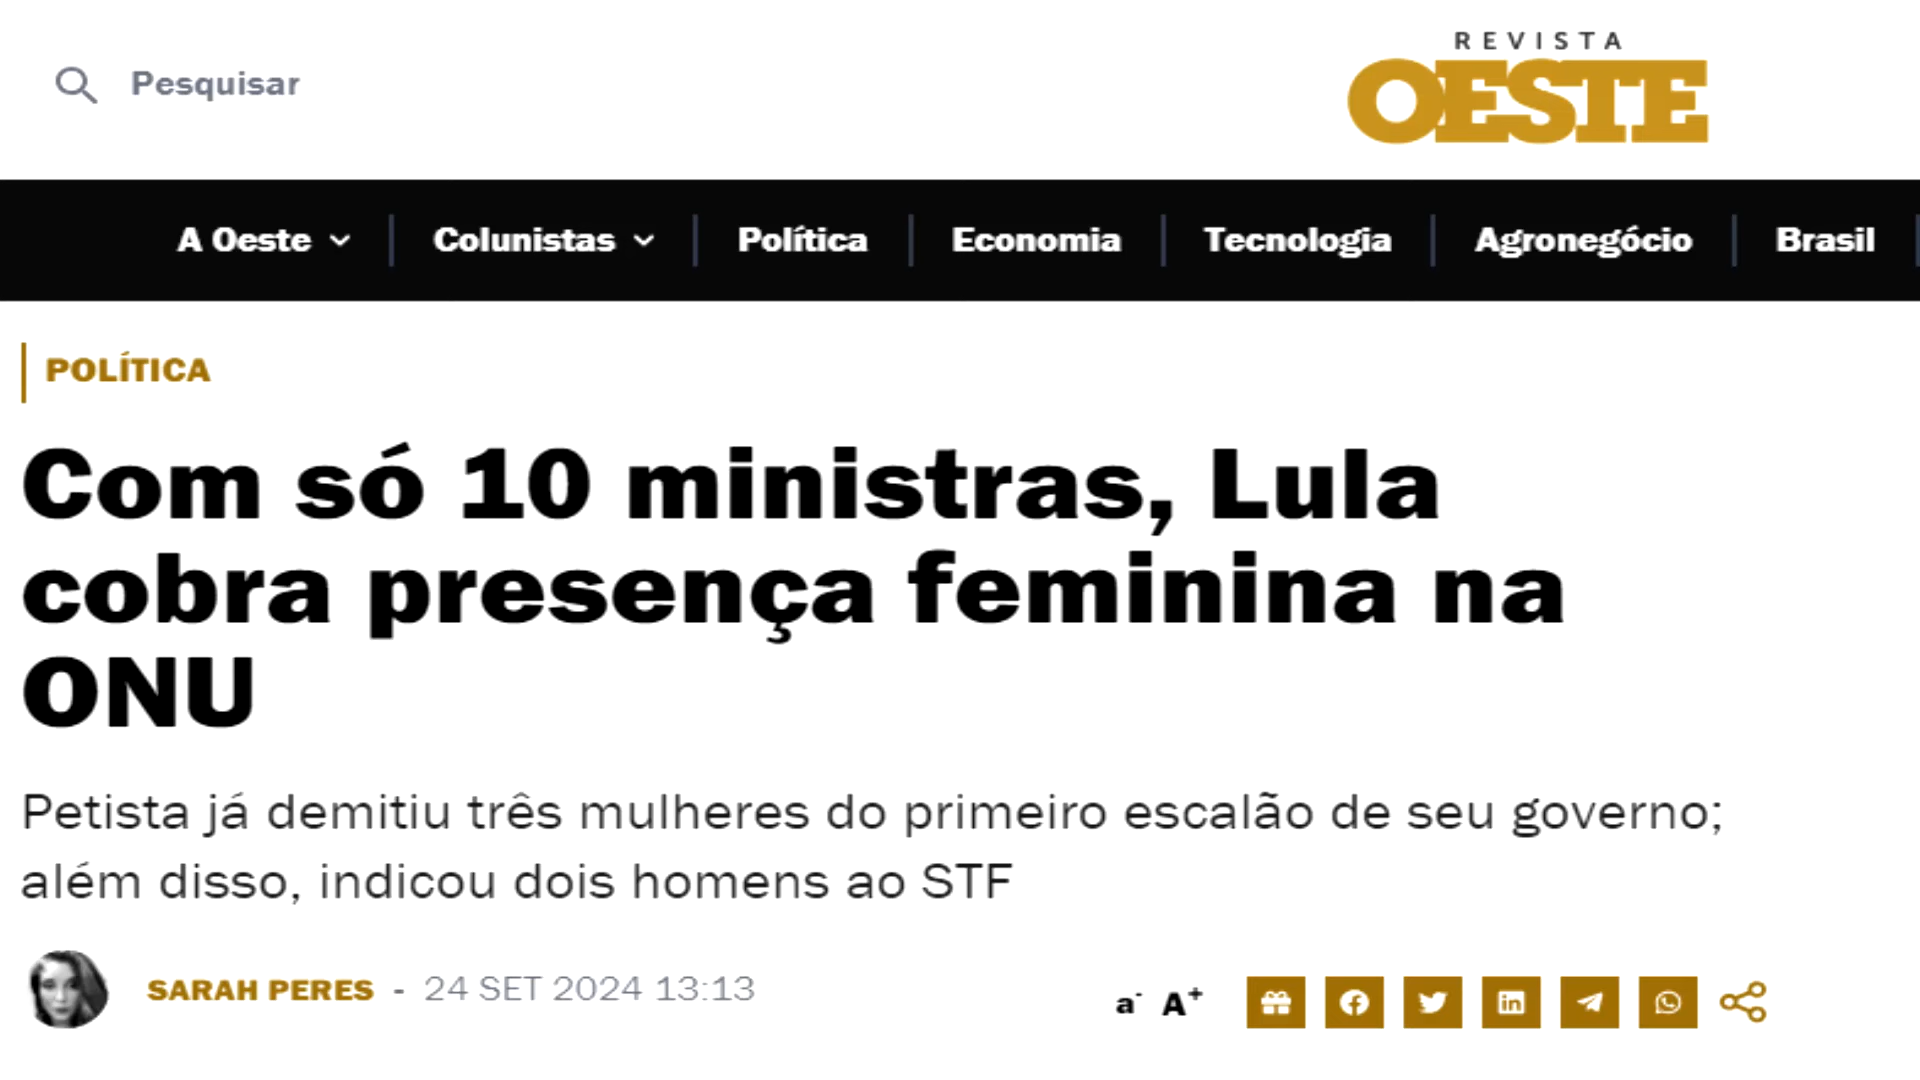 Pesquisar
REVISTA
OESTE
A Oeste
Colunistas
Política
Economia
Tecnologia
Agronegócio
Brasil
POLÍTICA
Com só 10 ministras, Lula
cobra presença feminina na
ONU
Petista já demitiu três mulheres do primeiro escalão de seu governo;
além disso, indicou dois homens ao STF
SARAH PERES - 24 SET 2024 13:13
a- A+
in